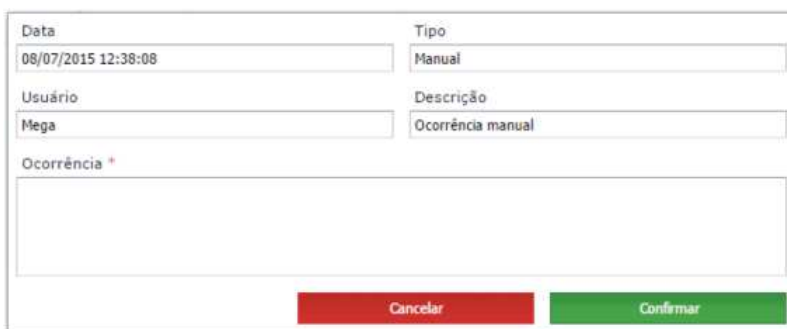 Data Tipo
08/07/2015 12:38:08 Manual
Usuário Descrição
Mega Ocorrência manual
Ocorrência *
Cancelar Confirmar